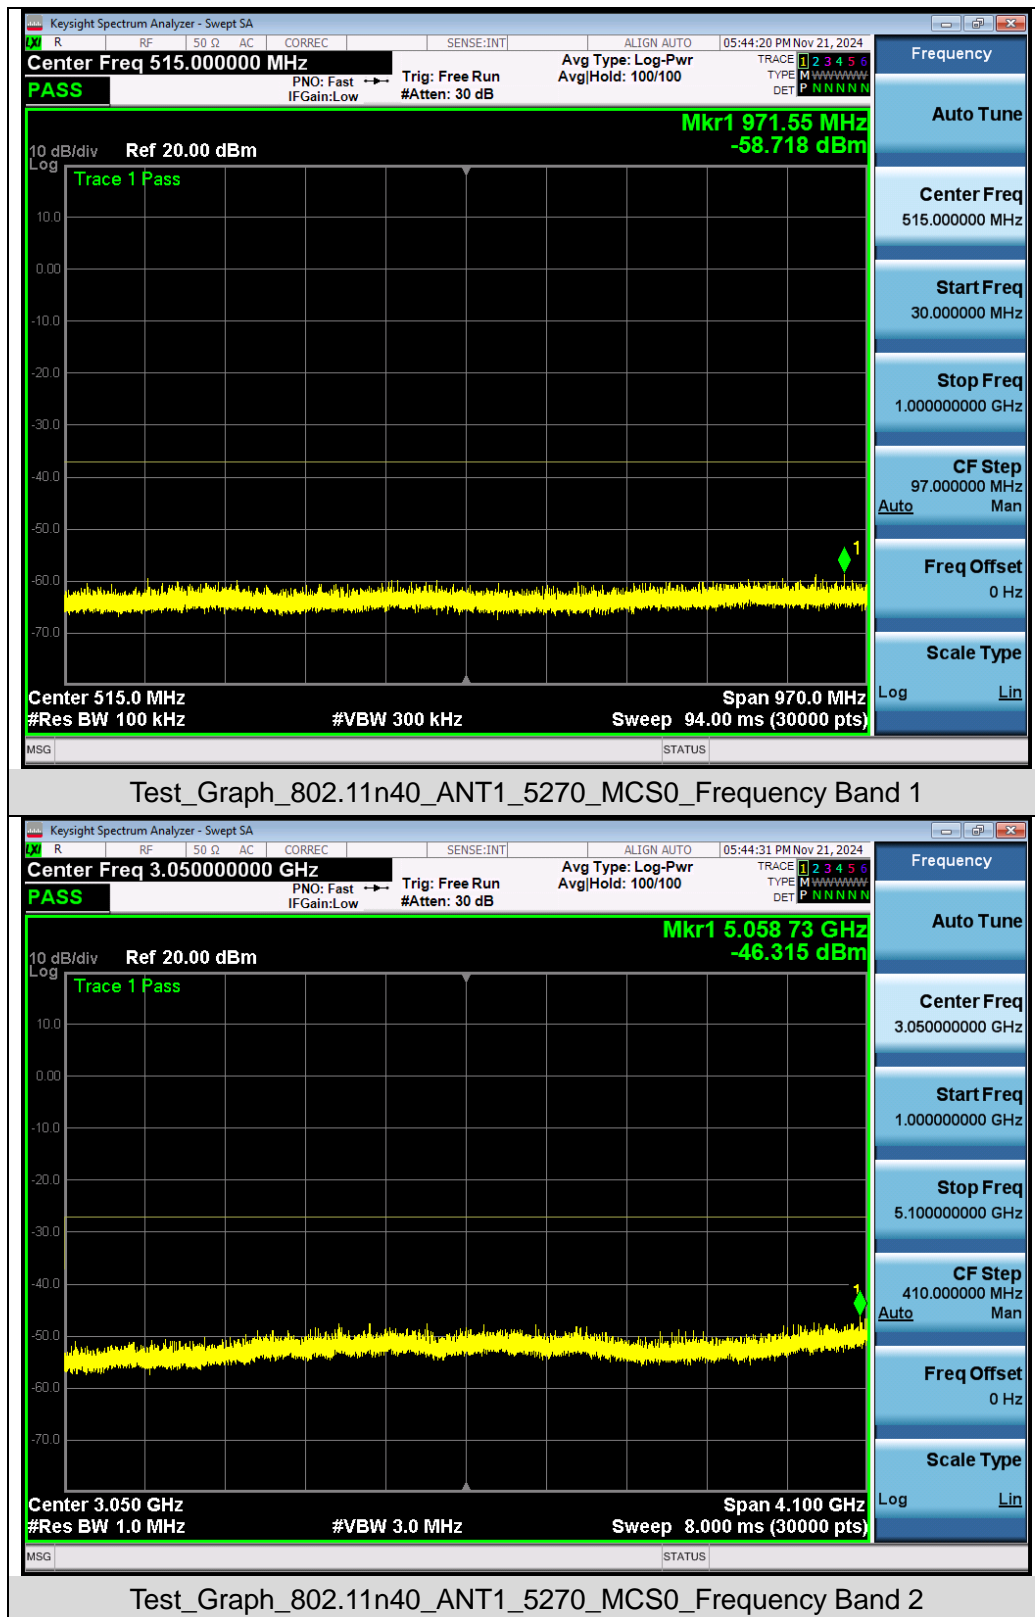 Keysight Spectrum Analyzer - Swept SA
LXI R RF 50 Ω AC CORREC SENSE:INT ALIGN AUTO 05:44:20 PM Nov 21, 2024
Center Freq 515.000000 MHz
PASS
PNO: Fast
IFGain:Low
Trig: Free Run
#Atten: 30 dB
Avg Type: Log-Pwr
Avg|Hold: 100/100
TRACE 1 2 3 4 5 6
TYPE M WWWWW
DET P N N N N N
Mkr1 971.55 MHz
-58.718 dBm
10 dB/div Ref 20.00 dBm
Log
Trace 1 Pass
10.0
0.00
-10.0
-20.0
-30.0
-40.0
-50.0
-60.0
-70.0
1
Center 515.0 MHz Span 970.0 MHz
#Res BW 100 kHz #VBW 300 kHz Sweep 94.00 ms (30000 pts)
MSG STATUS
Frequency
Auto Tune
Center Freq
515.000000 MHz
Start Freq
30.000000 MHz
Stop Freq
1.000000000 GHz
CF Step
97.000000 MHz
Auto Man
Freq Offset
0 Hz
Scale Type
Log Lin
Test_Graph_802.11n40_ANT1_5270_MCS0_Frequency Band 1
Keysight Spectrum Analyzer - Swept SA
LXI R RF 50 Ω AC CORREC SENSE:INT ALIGN AUTO 05:44:31 PM Nov 21, 2024
Center Freq 3.050000000 GHz
PASS
PNO: Fast
IFGain:Low
Trig: Free Run
#Atten: 30 dB
Avg Type: Log-Pwr
Avg|Hold: 100/100
TRACE 1 2 3 4 5 6
TYPE M WWWWW
DET P N N N N N
Mkr1 5.058 73 GHz
-46.315 dBm
10 dB/div Ref 20.00 dBm
Log
Trace 1 Pass
10.0
0.00
-10.0
-20.0
-30.0
-40.0
-50.0
-60.0
-70.0
1
Center 3.050 GHz Span 4.100 GHz
#Res BW 1.0 MHz #VBW 3.0 MHz Sweep 8.000 ms (30000 pts)
MSG STATUS
Frequency
Auto Tune
Center Freq
3.050000000 GHz
Start Freq
1.000000000 GHz
Stop Freq
5.100000000 GHz
CF Step
410.000000 MHz
Auto Man
Freq Offset
0 Hz
Scale Type
Log Lin
Test_Graph_802.11n40_ANT1_5270_MCS0_Frequency Band 2